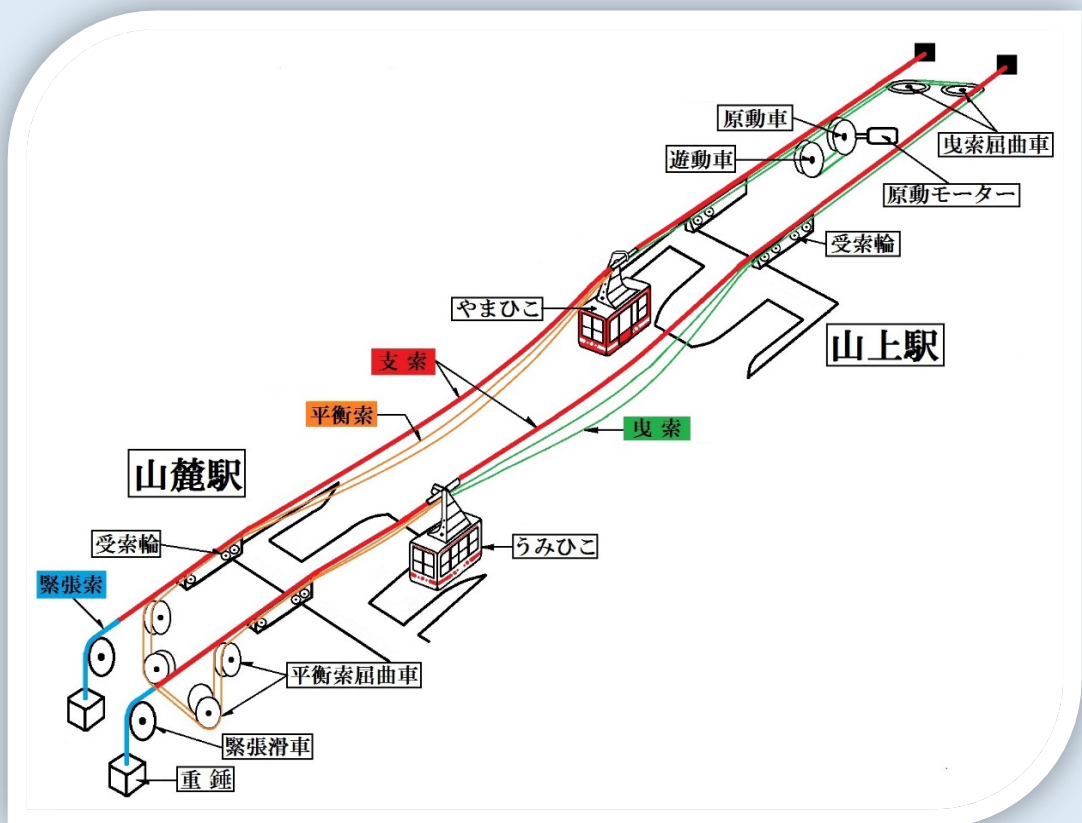 原動車
遊動車
曳索屈曲車
原動モーター
受索輪
やまひこ
山上駅
支索
平衡索
曳索
山麓駅
受索輪
うみひこ
緊張索
平衡索屈曲車
緊張滑車
重錘